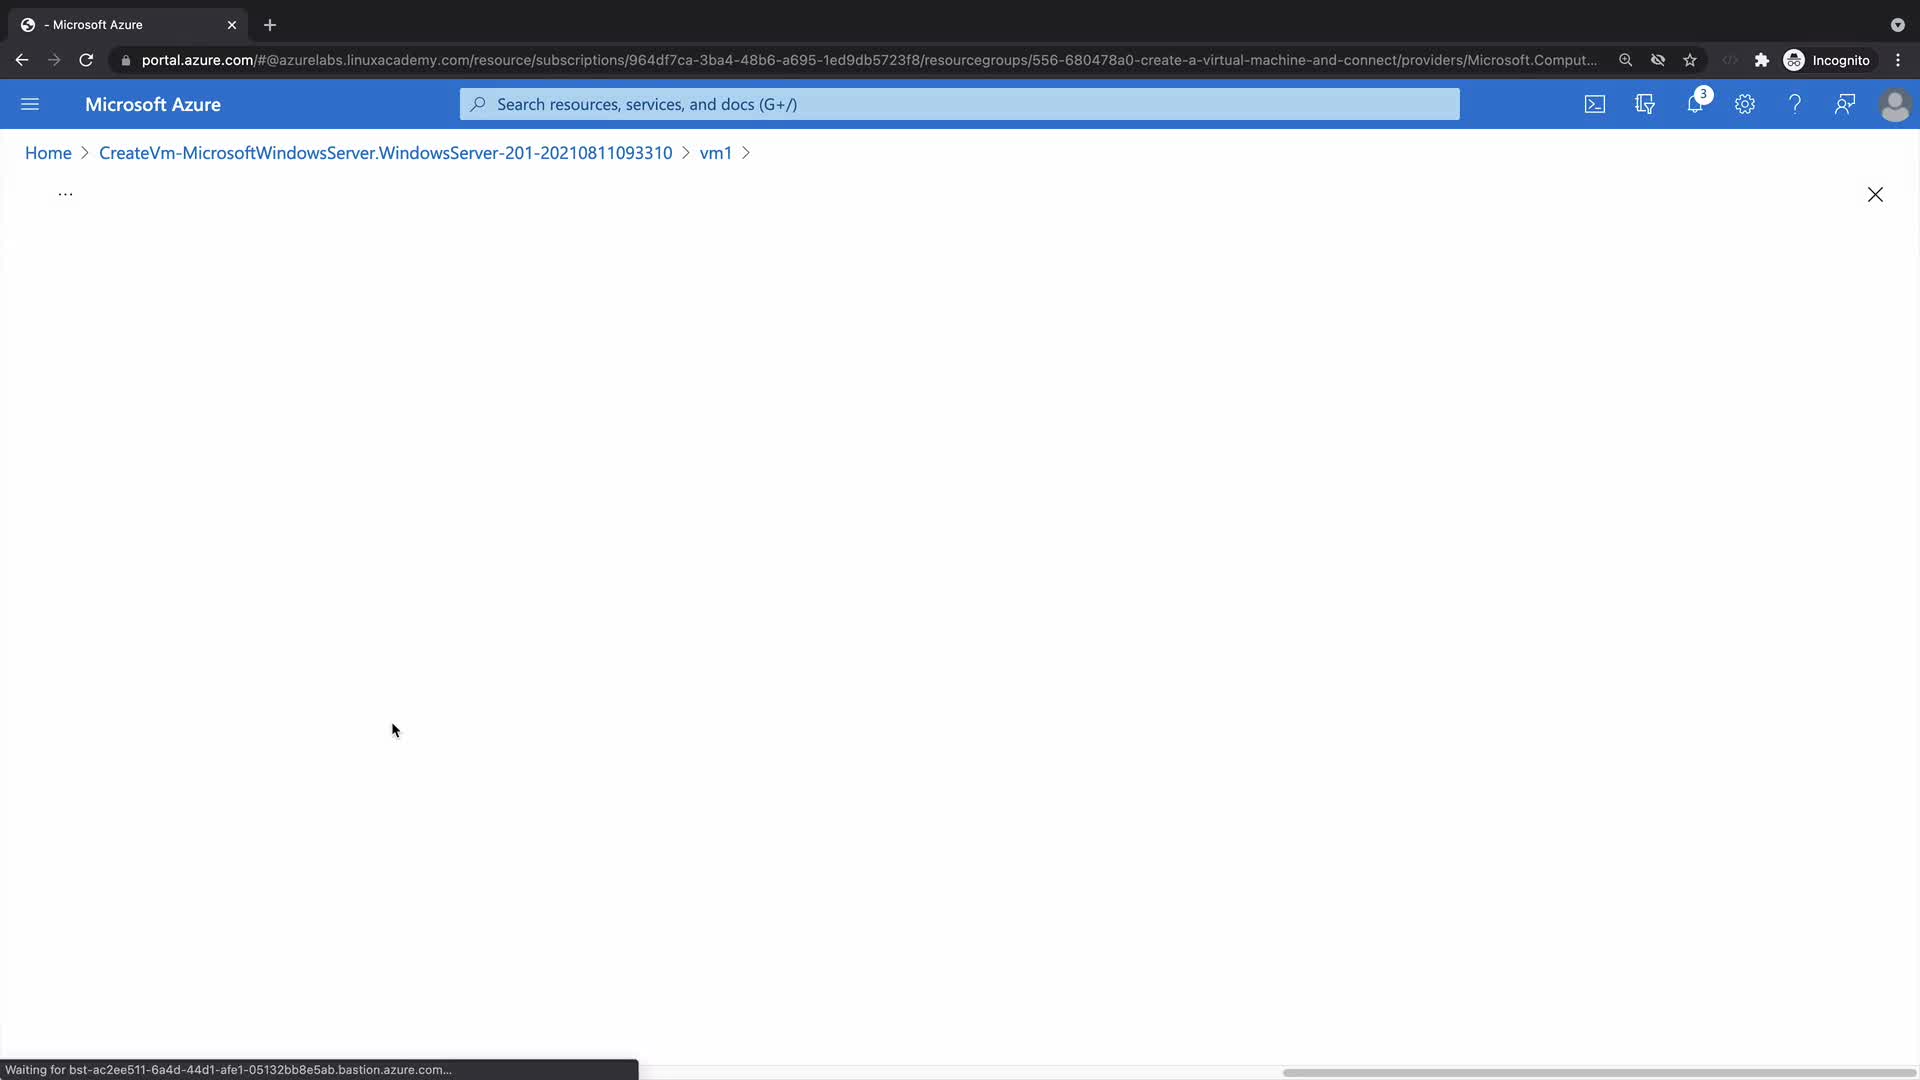 - Microsoft Azure
portal.azure.com/#@azurelabs.linuxacademy.com/resource/subscriptions/964df7ca-3ba4-48b6-a695-1ed9db5723f8/resourcegroups/556-680478a0-create-a-virtual-machine-and-connect/providers/Microsoft.Comput...
Incognito
Microsoft Azure
Search resources, services, and docs (G+/)
3
Home > CreateVm-MicrosoftWindowsServer.WindowsServer-201-20210811093310 > vm1 >
...
Waiting for bst-ac2ee511-6a4d-44d1-afe1-05132bb8e5ab.bastion.azure.com...